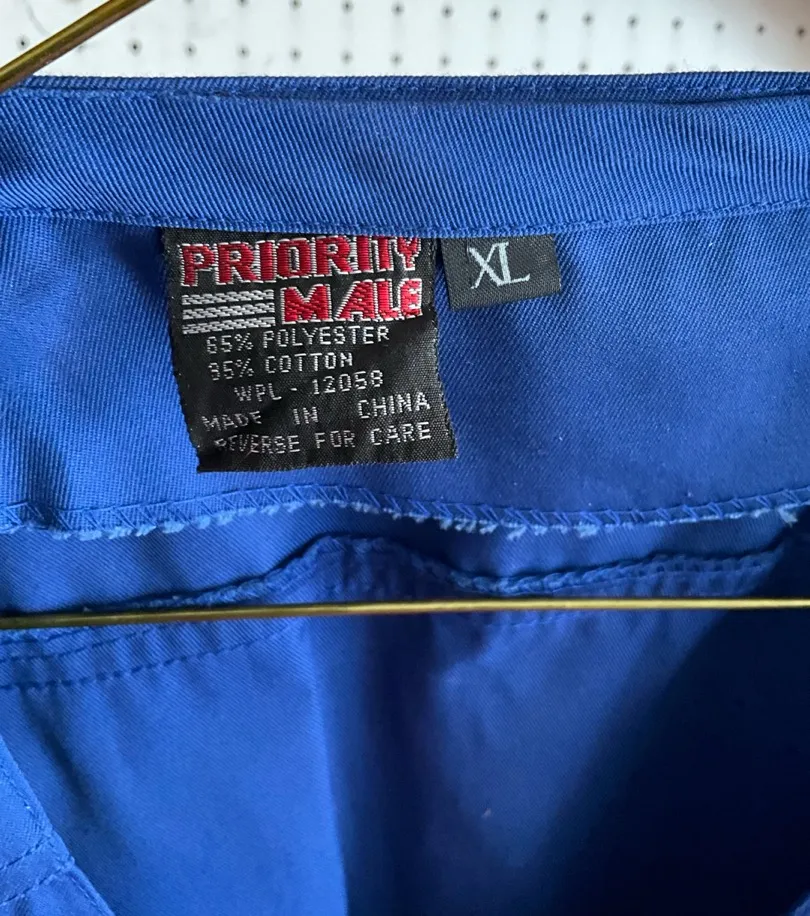 PRIORITY
MALE
XL
65% POLYESTER
35% COTTON
WPL - 12058
MADE IN CHINA
REVERSE FOR CARE